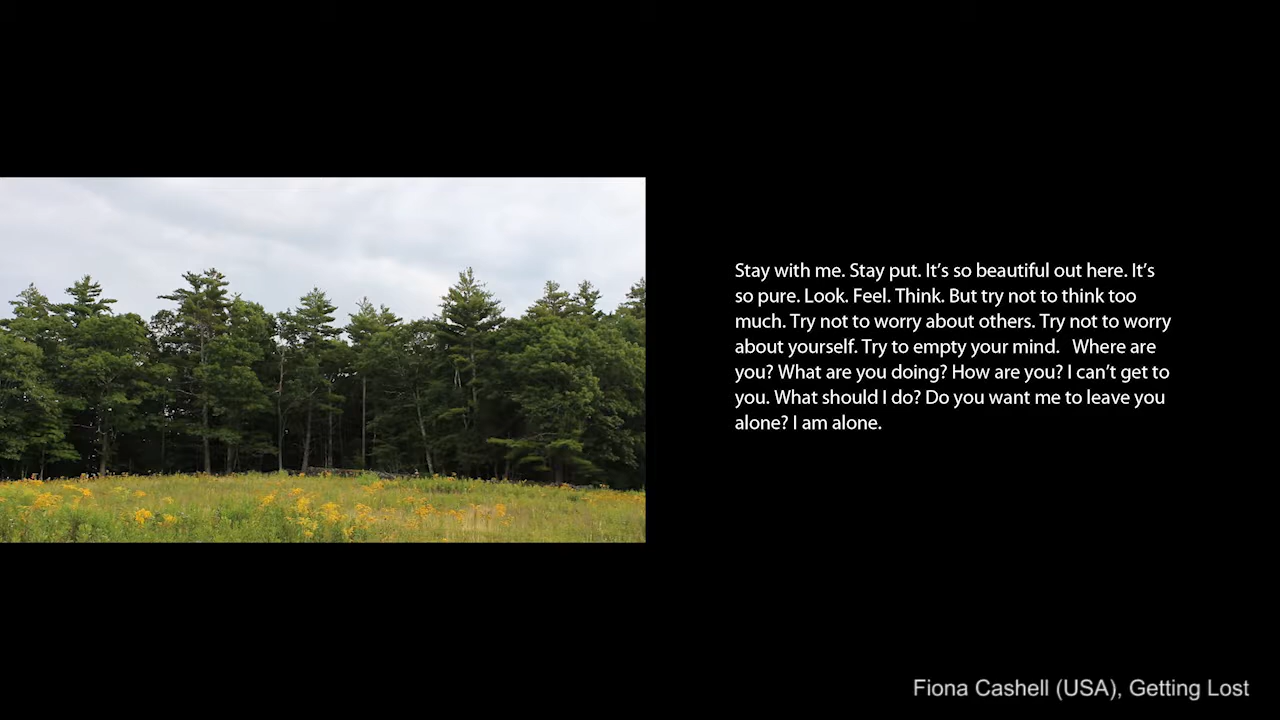 Stay with me. Stay put. It’s so beautiful out here. It’s
so pure. Look. Feel. Think. But try not to think too
much. Try not to worry about others. Try not to worry
about yourself. Try to empty your mind.   Where are
you? What are you doing? How are you? I can’t get to
you. What should I do? Do you want me to leave you
alone? I am alone.
Fiona Cashell (USA), Getting Lost